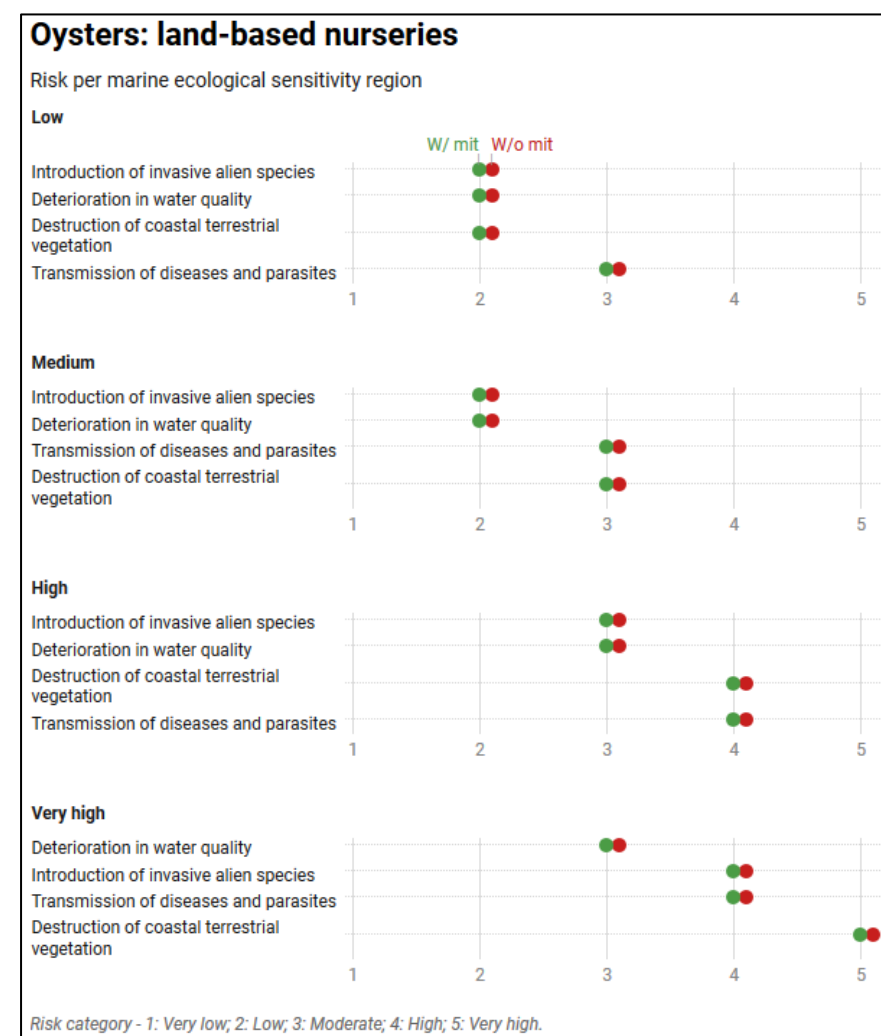 Oysters: land-based nurseries
Risk per marine ecological sensitivity region
Low
W/ mit W/o mit
Introduction of invasive alien species
Deterioration in water quality
Destruction of coastal terrestrial
vegetation
Transmission of diseases and parasites
1 2 3 4 5
Medium
Introduction of invasive alien species
Deterioration in water quality
Transmission of diseases and parasites
Destruction of coastal terrestrial
vegetation
1 2 3 4 5
High
Introduction of invasive alien species
Deterioration in water quality
Destruction of coastal terrestrial
vegetation
Transmission of diseases and parasites
1 2 3 4 5
Very high
Deterioration in water quality
Introduction of invasive alien species
Transmission of diseases and parasites
Destruction of coastal terrestrial
vegetation
1 2 3 4 5
Risk category - 1: Very low; 2: Low; 3: Moderate; 4: High; 5: Very high.